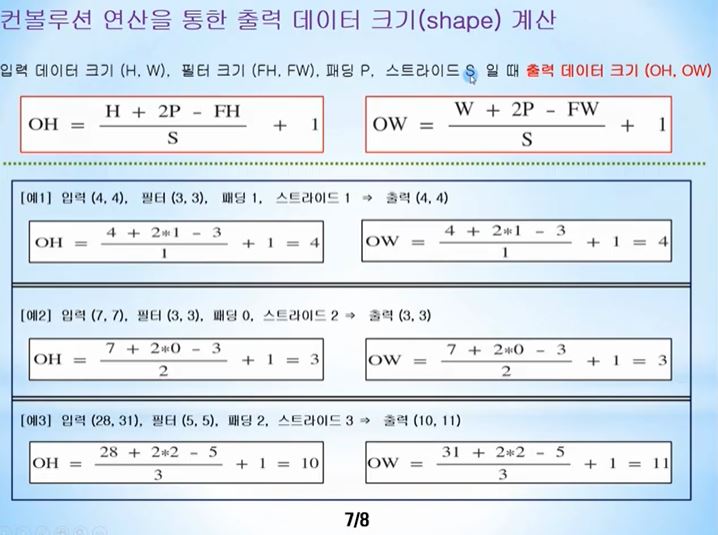 컨볼루션 연산을 통한 출력 데이터 크기(shape) 계산
입력 데이터 크기 (H, W), 필터 크기 (FH, FW), 패딩 P, 스트라이드 S 일 때 출력 데이터 크기 (OH, OW)
OH = (H + 2P - FH) / S + 1 OW = (W + 2P - FW) / S + 1
[예1] 입력 (4, 4), 필터 (3, 3), 패딩 1, 스트라이드 1 ⇒ 출력 (4, 4)
OH = (4 + 2*1 - 3) / 1 + 1 = 4 OW = (4 + 2*1 - 3) / 1 + 1 = 4
[예2] 입력 (7, 7), 필터 (3, 3), 패딩 0, 스트라이드 2 ⇒ 출력 (3, 3)
OH = (7 + 2*0 - 3) / 2 + 1 = 3 OW = (7 + 2*0 - 3) / 2 + 1 = 3
[예3] 입력 (28, 31), 필터 (5, 5), 패딩 2, 스트라이드 3 ⇒ 출력 (10, 11)
OH = (28 + 2*2 - 5) / 3 + 1 = 10 OW = (31 + 2*2 - 5) / 3 + 1 = 11
7/8